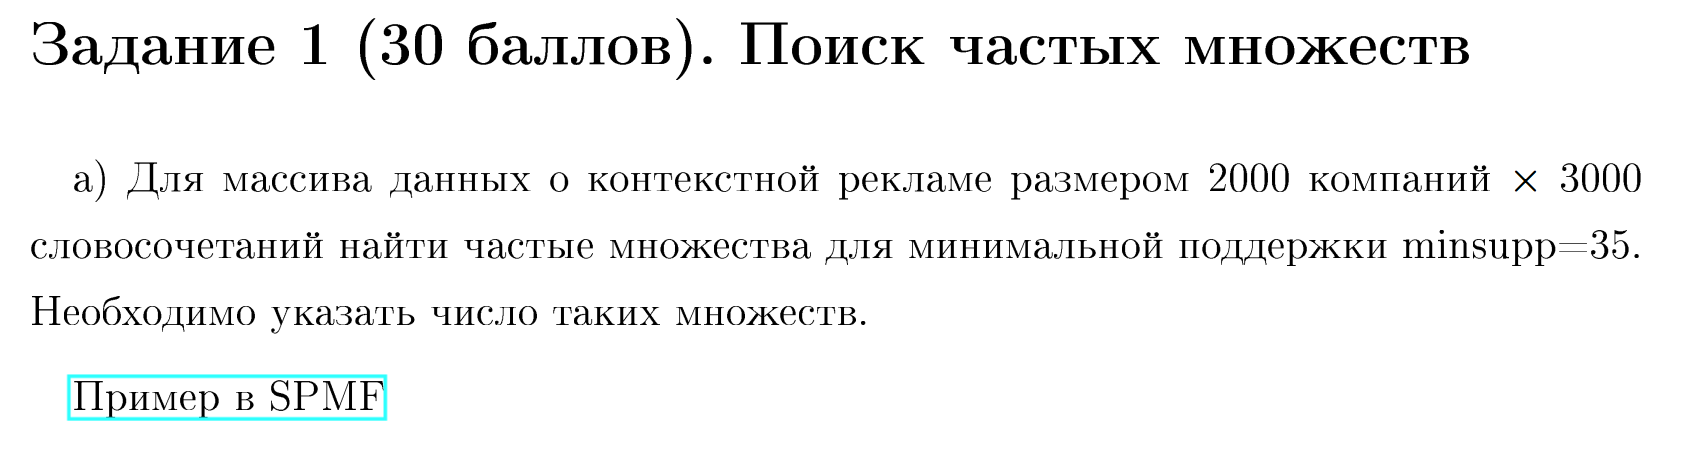 Задание 1 (30 баллов). Поиск частых множеств
а) Для массива данных о контекстной рекламе размером 2000 компаний × 3000
словосочетаний найти частые множества для минимальной поддержки minsupp=35.
Необходимо указать число таких множеств.
Пример в SPMF